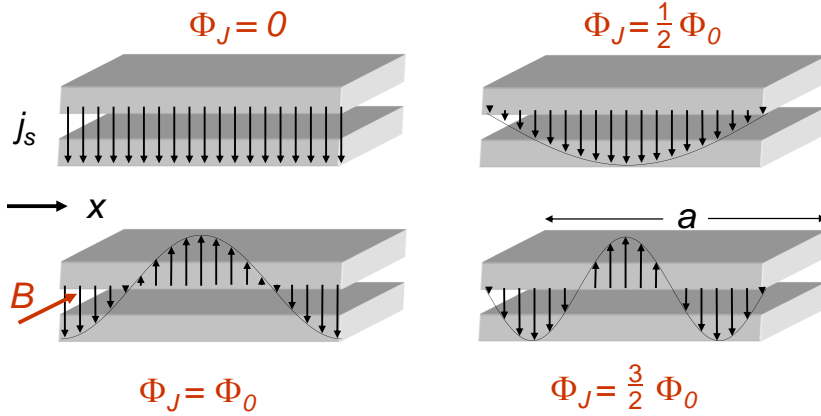 Φ_J = 0
Φ_J = 1/2 Φ_0
j_s
x
a
B
Φ_J = Φ_0
Φ_J = 3/2 Φ_0